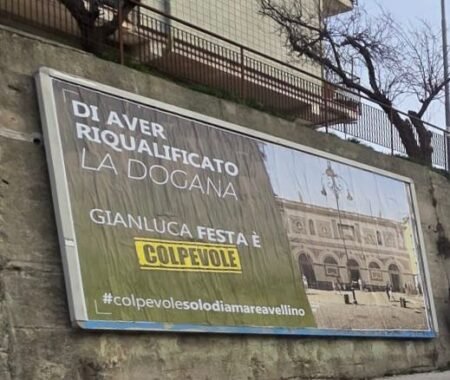 DI AVER
RIQUALIFICATO
LA DOGANA
GIANLUCA FESTA È
COLPEVOLE
#colpevolesolodiamareavellino